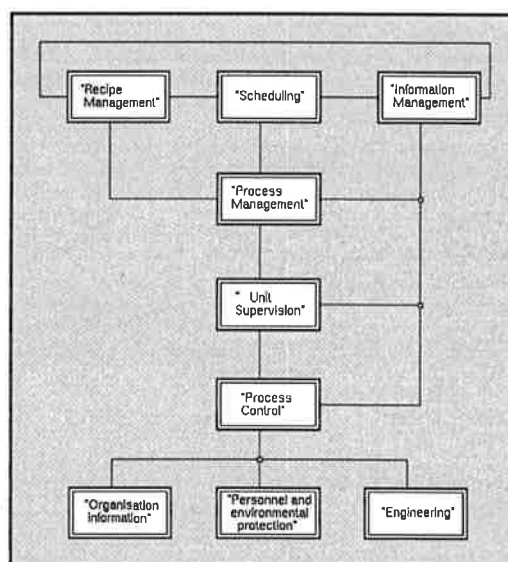 "Recipe
Management"
"Scheduling"
"Information
Management"
"Process
Management"
" Unit
Supervision"
"Process
Control"
"Organisation
information"
"Personnel and
environmental
protection"
"Engineering"